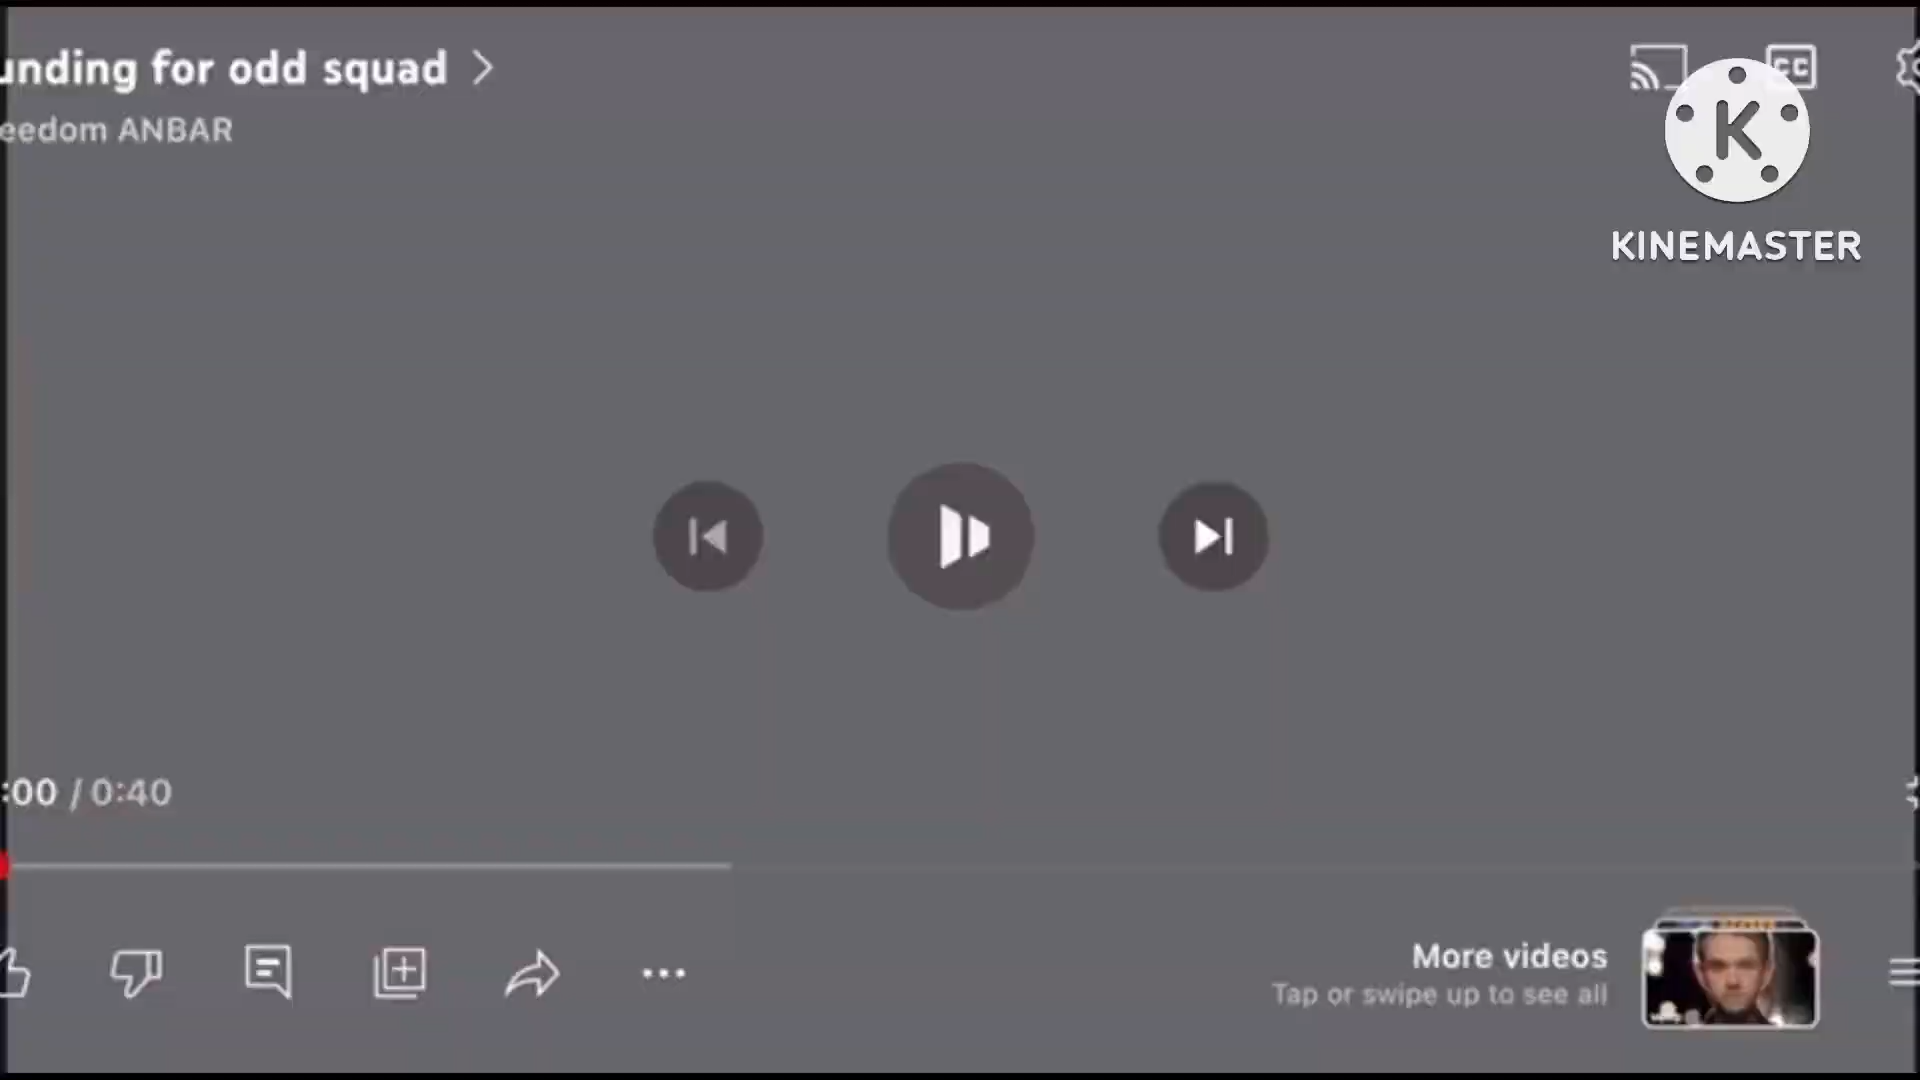 unding for odd squad
eedom ANBAR
CC
K
KINEMASTER
:00 / 0:40
More videos
Tap or swipe up to see all